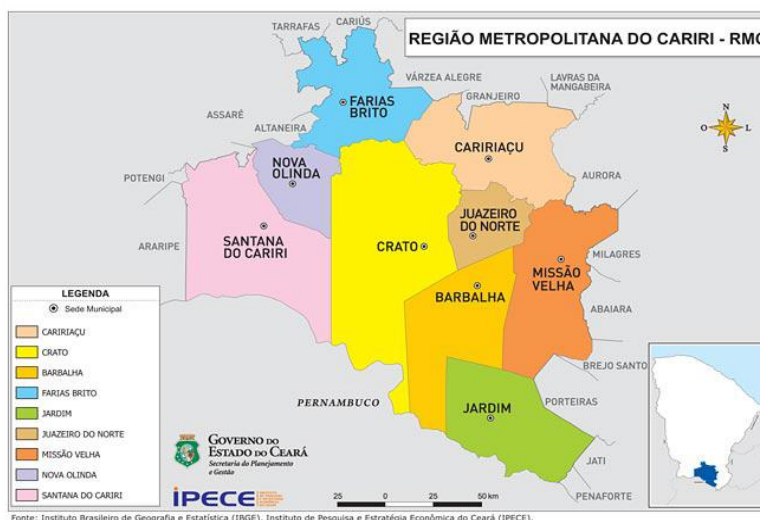 REGIÃO METROPOLITANA DO CARIRI - RMC
TARRAFAS
CARIÚS
VÁRZEA ALEGRE
GRANJEIRO
LAVRAS DA
MANGABEIRA
ASSARÉ
ALTANEIRA
FARIAS
BRITO
N
O
L
S
CARIRIAÇU
POTENGI
NOVA
OLINDA
AURORA
JUAZEIRO
DO NORTE
ARARIPE
SANTANA
DO CARIRI
CRATO
MISSÃO
VELHA
MILAGRES
BARBALHA
ABAIARA
BREJO SANTO
PERNAMBUCO
JARDIM
PORTEIRAS
JATI
PENAFORTE
LEGENDA
Sede Municipal
CARIRIAÇU
CRATO
BARBALHA
FARIAS BRITO
JARDIM
JUAZEIRO DO NORTE
MISSÃO VELHA
NOVA OLINDA
SANTANA DO CARIRI
GOVERNO DO
ESTADO DO CEARÁ
Secretaria do Planejamento
e Gestão
IPECE
25 0 25 50 km
Fonte: Instituto Brasileiro de Geografia e Estatística (IBGE), Instituto de Pesquisa e Estratégia Econômica do Ceará (IPECE).